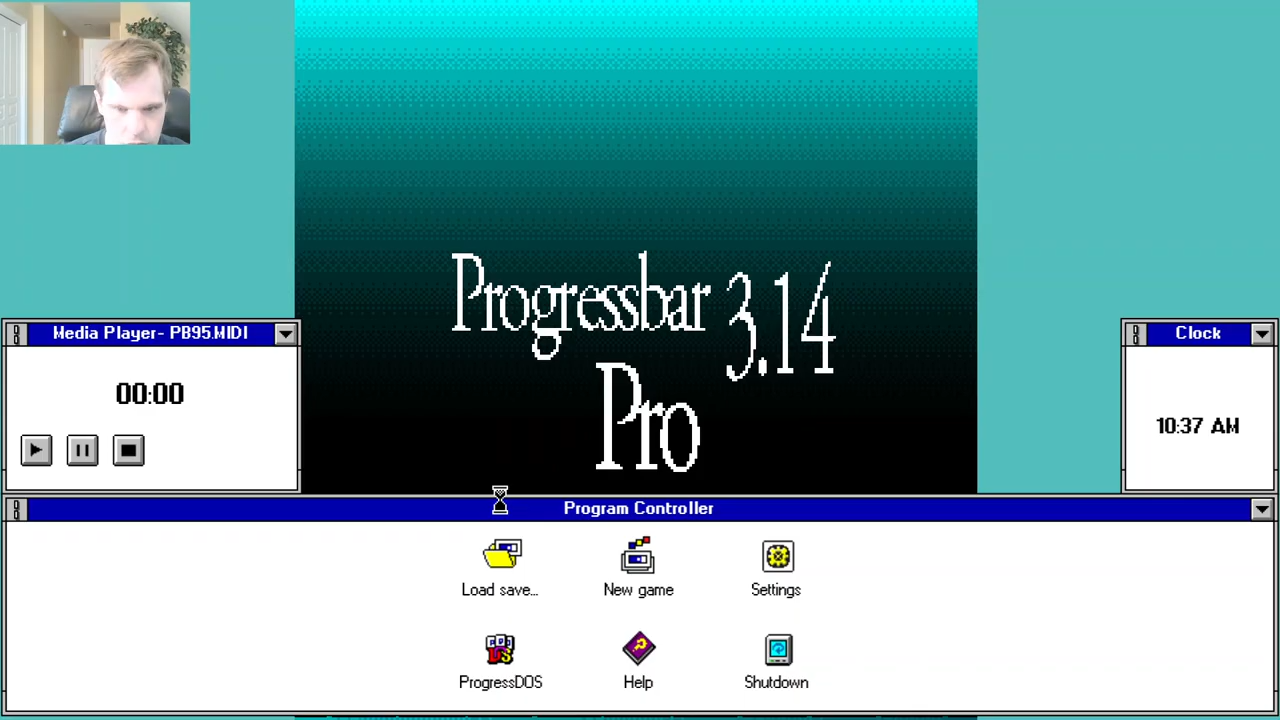 Progressbar 3.14
Pro
Media Player- PB95.MIDI
00:00
Clock
10:37 AM
Program Controller
Load save...
New game
Settings
ProgressDOS
Help
Shutdown